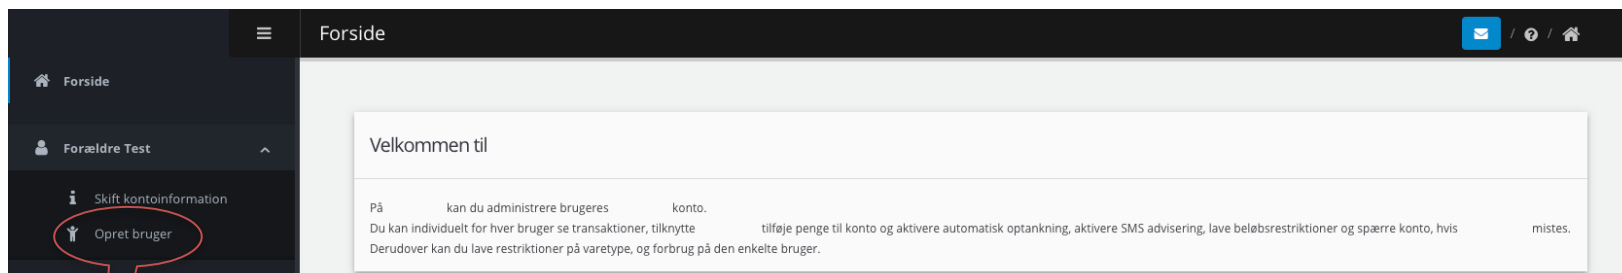 Forside
/ /
Forside
Forældre Test
Skift kontoinformation
Opret bruger
Velkommen til
På kan du administrere brugeres konto.
Du kan individuelt for hver bruger se transaktioner, tilknytte tilføje penge til konto og aktivere automatisk optankning, aktivere SMS advisering, lave beløbsrestriktioner og spærre konto, hvis mistes.
Derudover kan du lave restriktioner på varetype, og forbrug på den enkelte bruger.